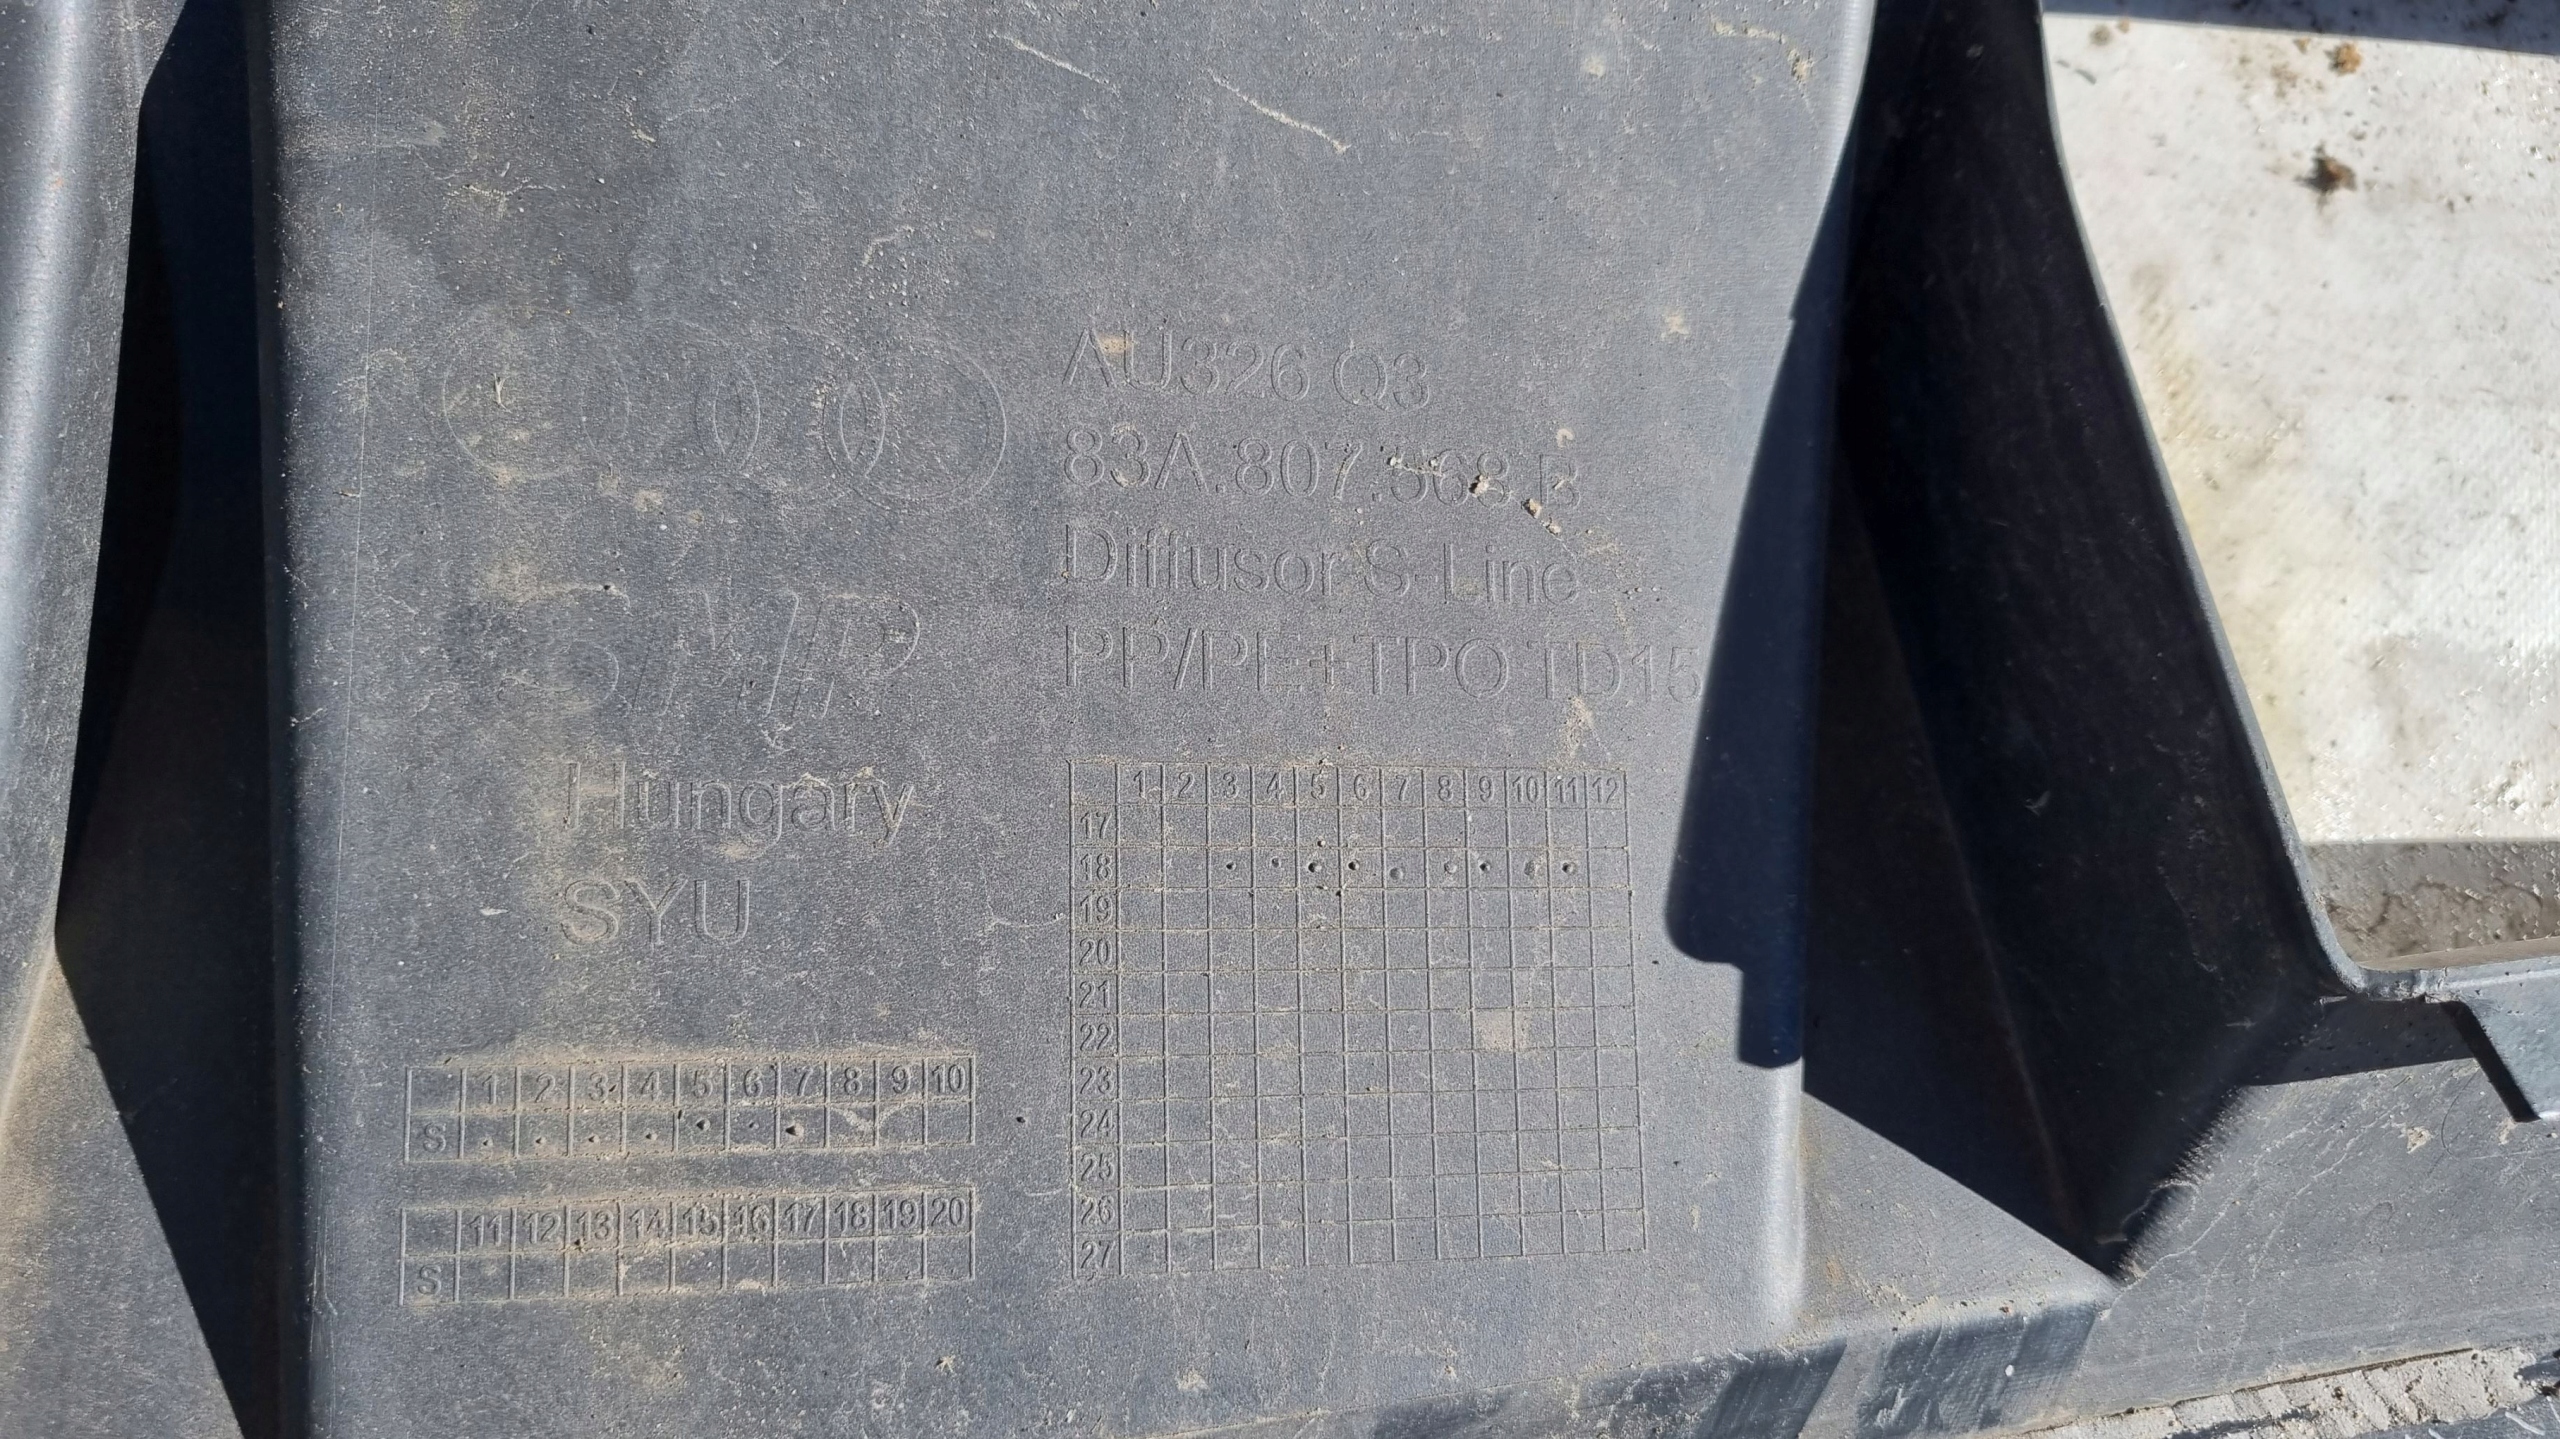 AU326 Q3
83A.807.568.B
Diffusor S-Line
PP/PE+TPO TD15
SMP
Hungary
SYU
1 2 3 4 5 6 7 8 9 10 11 12
17
18
19
20
21
22
23
24
25
26
27
1 2 3 4 5 6 7 8 9 10
S
11 12 13 14 15 16 17 18 19 20
S